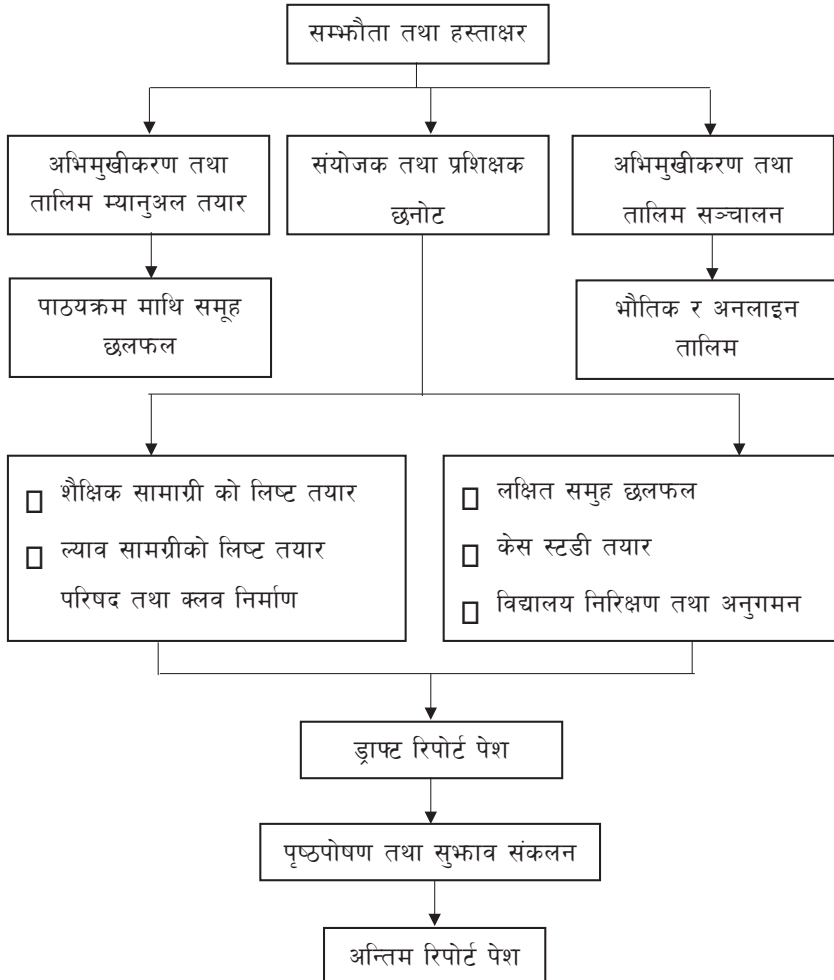 सम्झौता तथा हस्ताक्षर
अभिमुखीकरण तथा
तालिम म्यानुअल तयार
संयोजक तथा प्रशिक्षक
छनोट
अभिमुखीकरण तथा
तालिम सञ्चालन
पाठयक्रम माथि समूह
छलफल
भौतिक र अनलाइन
तालिम
शैक्षिक सामाग्री को लिष्ट तयार
ल्याव सामग्रीको लिष्ट तयार
परिषद तथा क्लव निर्माण
लक्षित समुह छलफल
केस स्टडी तयार
विद्यालय निरिक्षण तथा अनुगमन
ड्राफ्ट रिपोर्ट पेश
पृष्ठपोषण तथा सुझाव संकलन
अन्तिम रिपोर्ट पेश